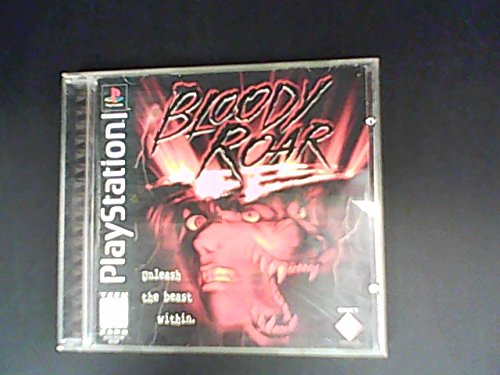 PlayStation
BLOODY
ROAR
unleash
the beast
within.